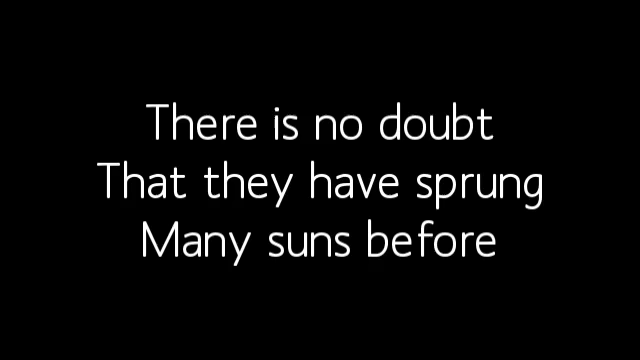 There is no doubt
That they have sprung
Many suns before